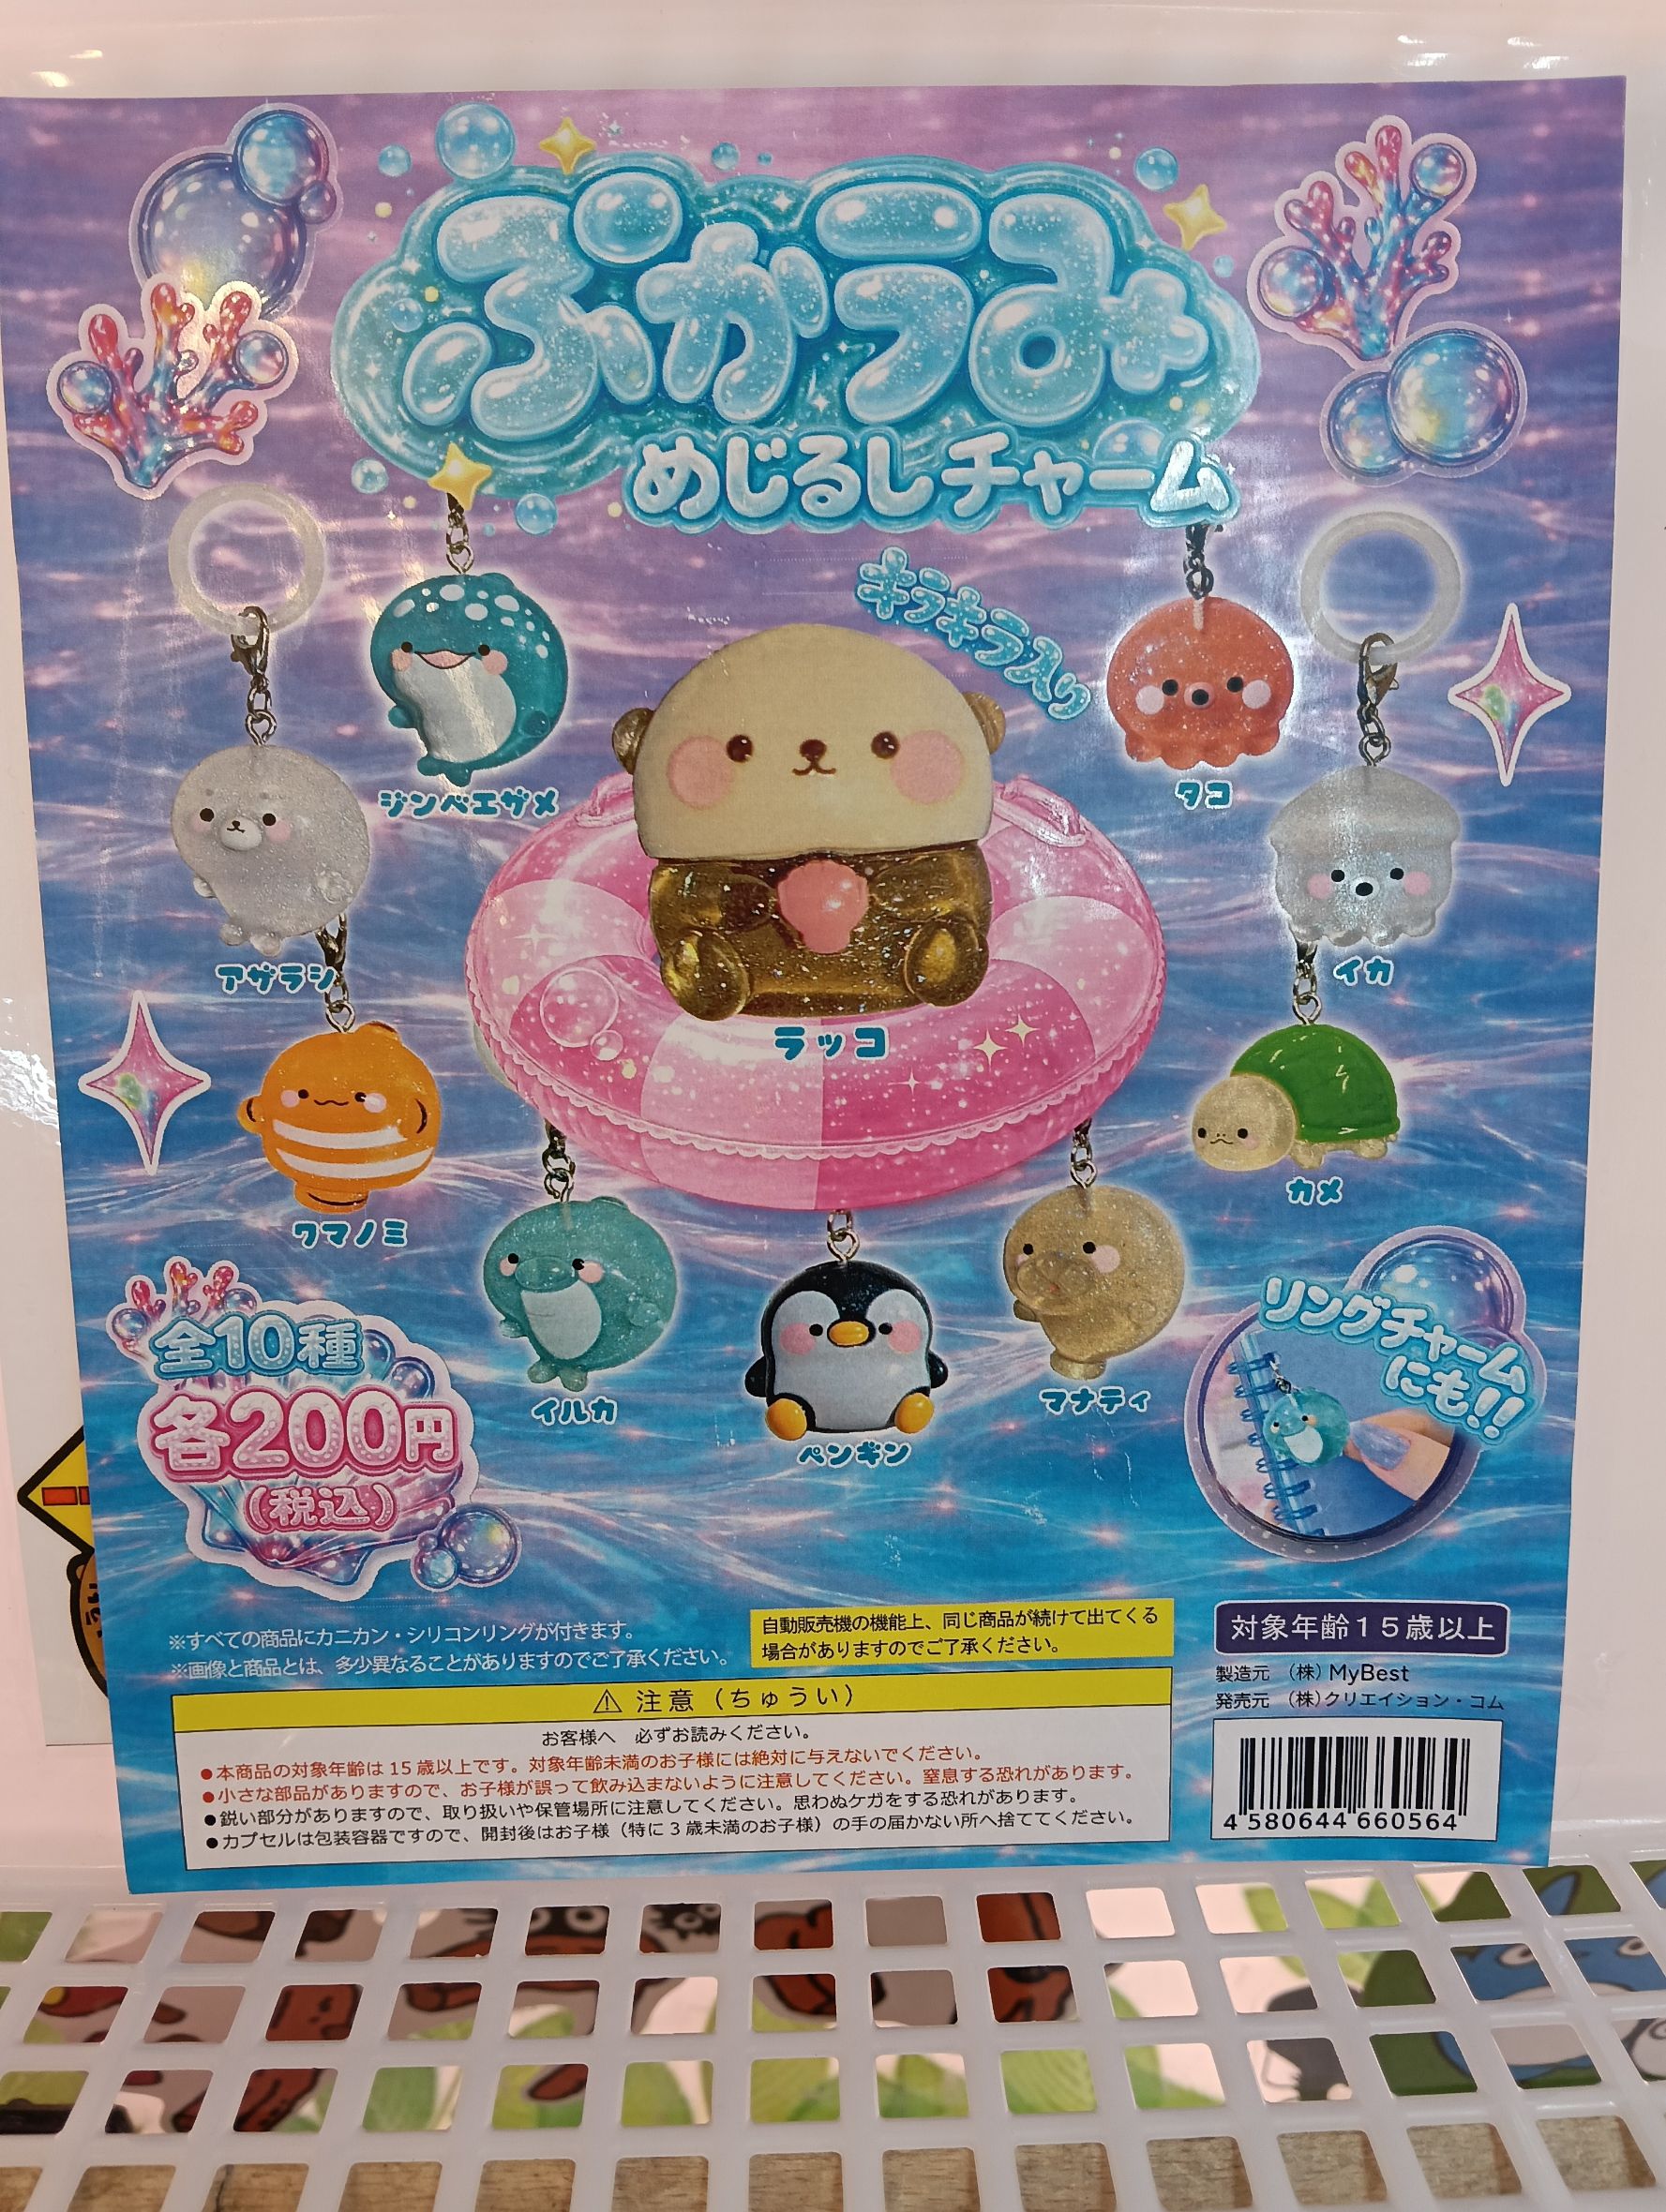 ぷかうみ
めじるしチャーム
キラキラ入り
ジンベエザメ
タコ
アザラシ
イカ
ラッコ
クマノミ
カメ
イルカ
ペンギン
マナティ
リングチャーム
にも!!
全10種
各200円
(税込)
※すべての商品にカニカン・シリコンリングが付きます。
※画像と商品とは、多少異なることがありますのでご了承ください。
自動販売機の機能上、同じ商品が続けて出てくる
場合がありますのでご了承ください。
対象年齢15歳以上
製造元 (株)MyBest
発売元 (株)クリエイション・コム
⚠ 注意(ちゅうい)
お客様へ 必ずお読みください。
●本商品の対象年齢は15歳以上です。対象年齢未満のお子様には絶対に与えないでください。
●小さな部品がありますので、お子様が誤って飲み込まないように注意してください。窒息する恐れがあります。
●鋭い部分がありますので、取り扱いや保管場所に注意してください。思わぬケガをする恐れがあります。
●カプセルは包装容器ですので、開封後はお子様(特に3歳未満のお子様)の手の届かない所へ捨ててください。
4 580644 660564